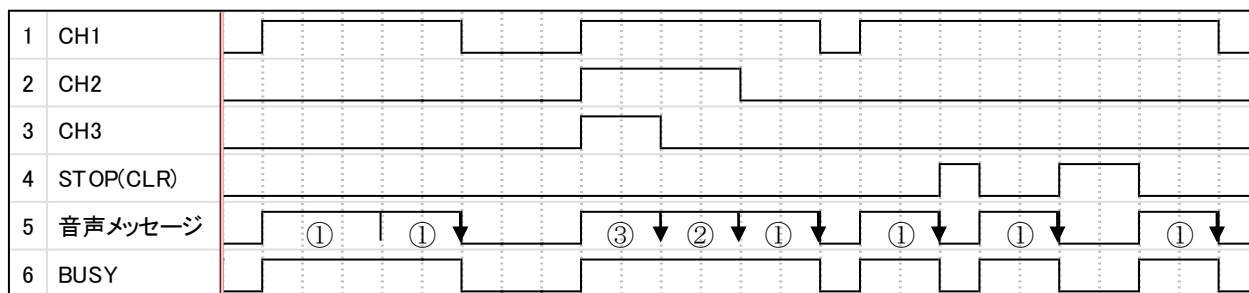 1 CH1
2 CH2
3 CH3
4 STOP(CLR)
5 音声メッセージ ① ① ③ ② ① ① ① ①
6 BUSY